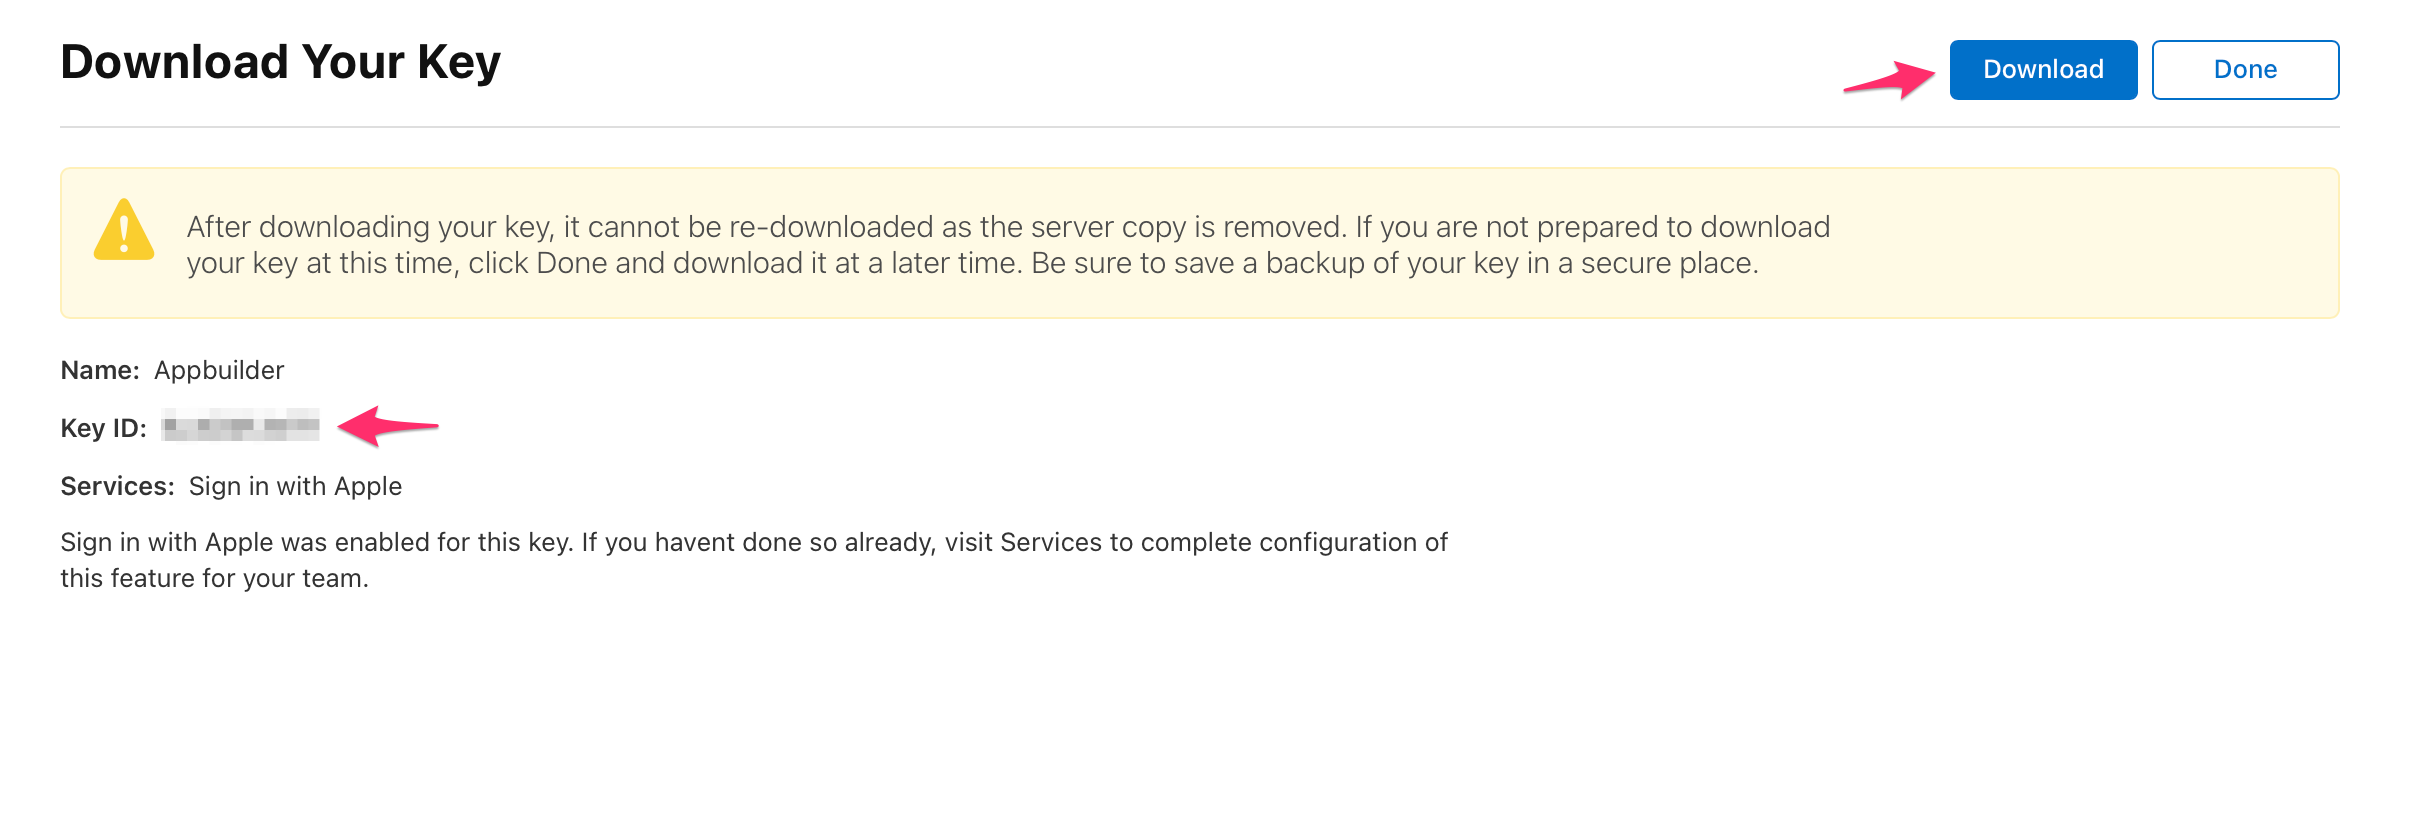 Download Your Key
Download
Done
After downloading your key, it cannot be re-downloaded as the server copy is removed. If you are not prepared to download
your key at this time, click Done and download it at a later time. Be sure to save a backup of your key in a secure place.
Name: Appbuilder
Key ID:
Services: Sign in with Apple
Sign in with Apple was enabled for this key. If you havent done so already, visit Services to complete configuration of
this feature for your team.